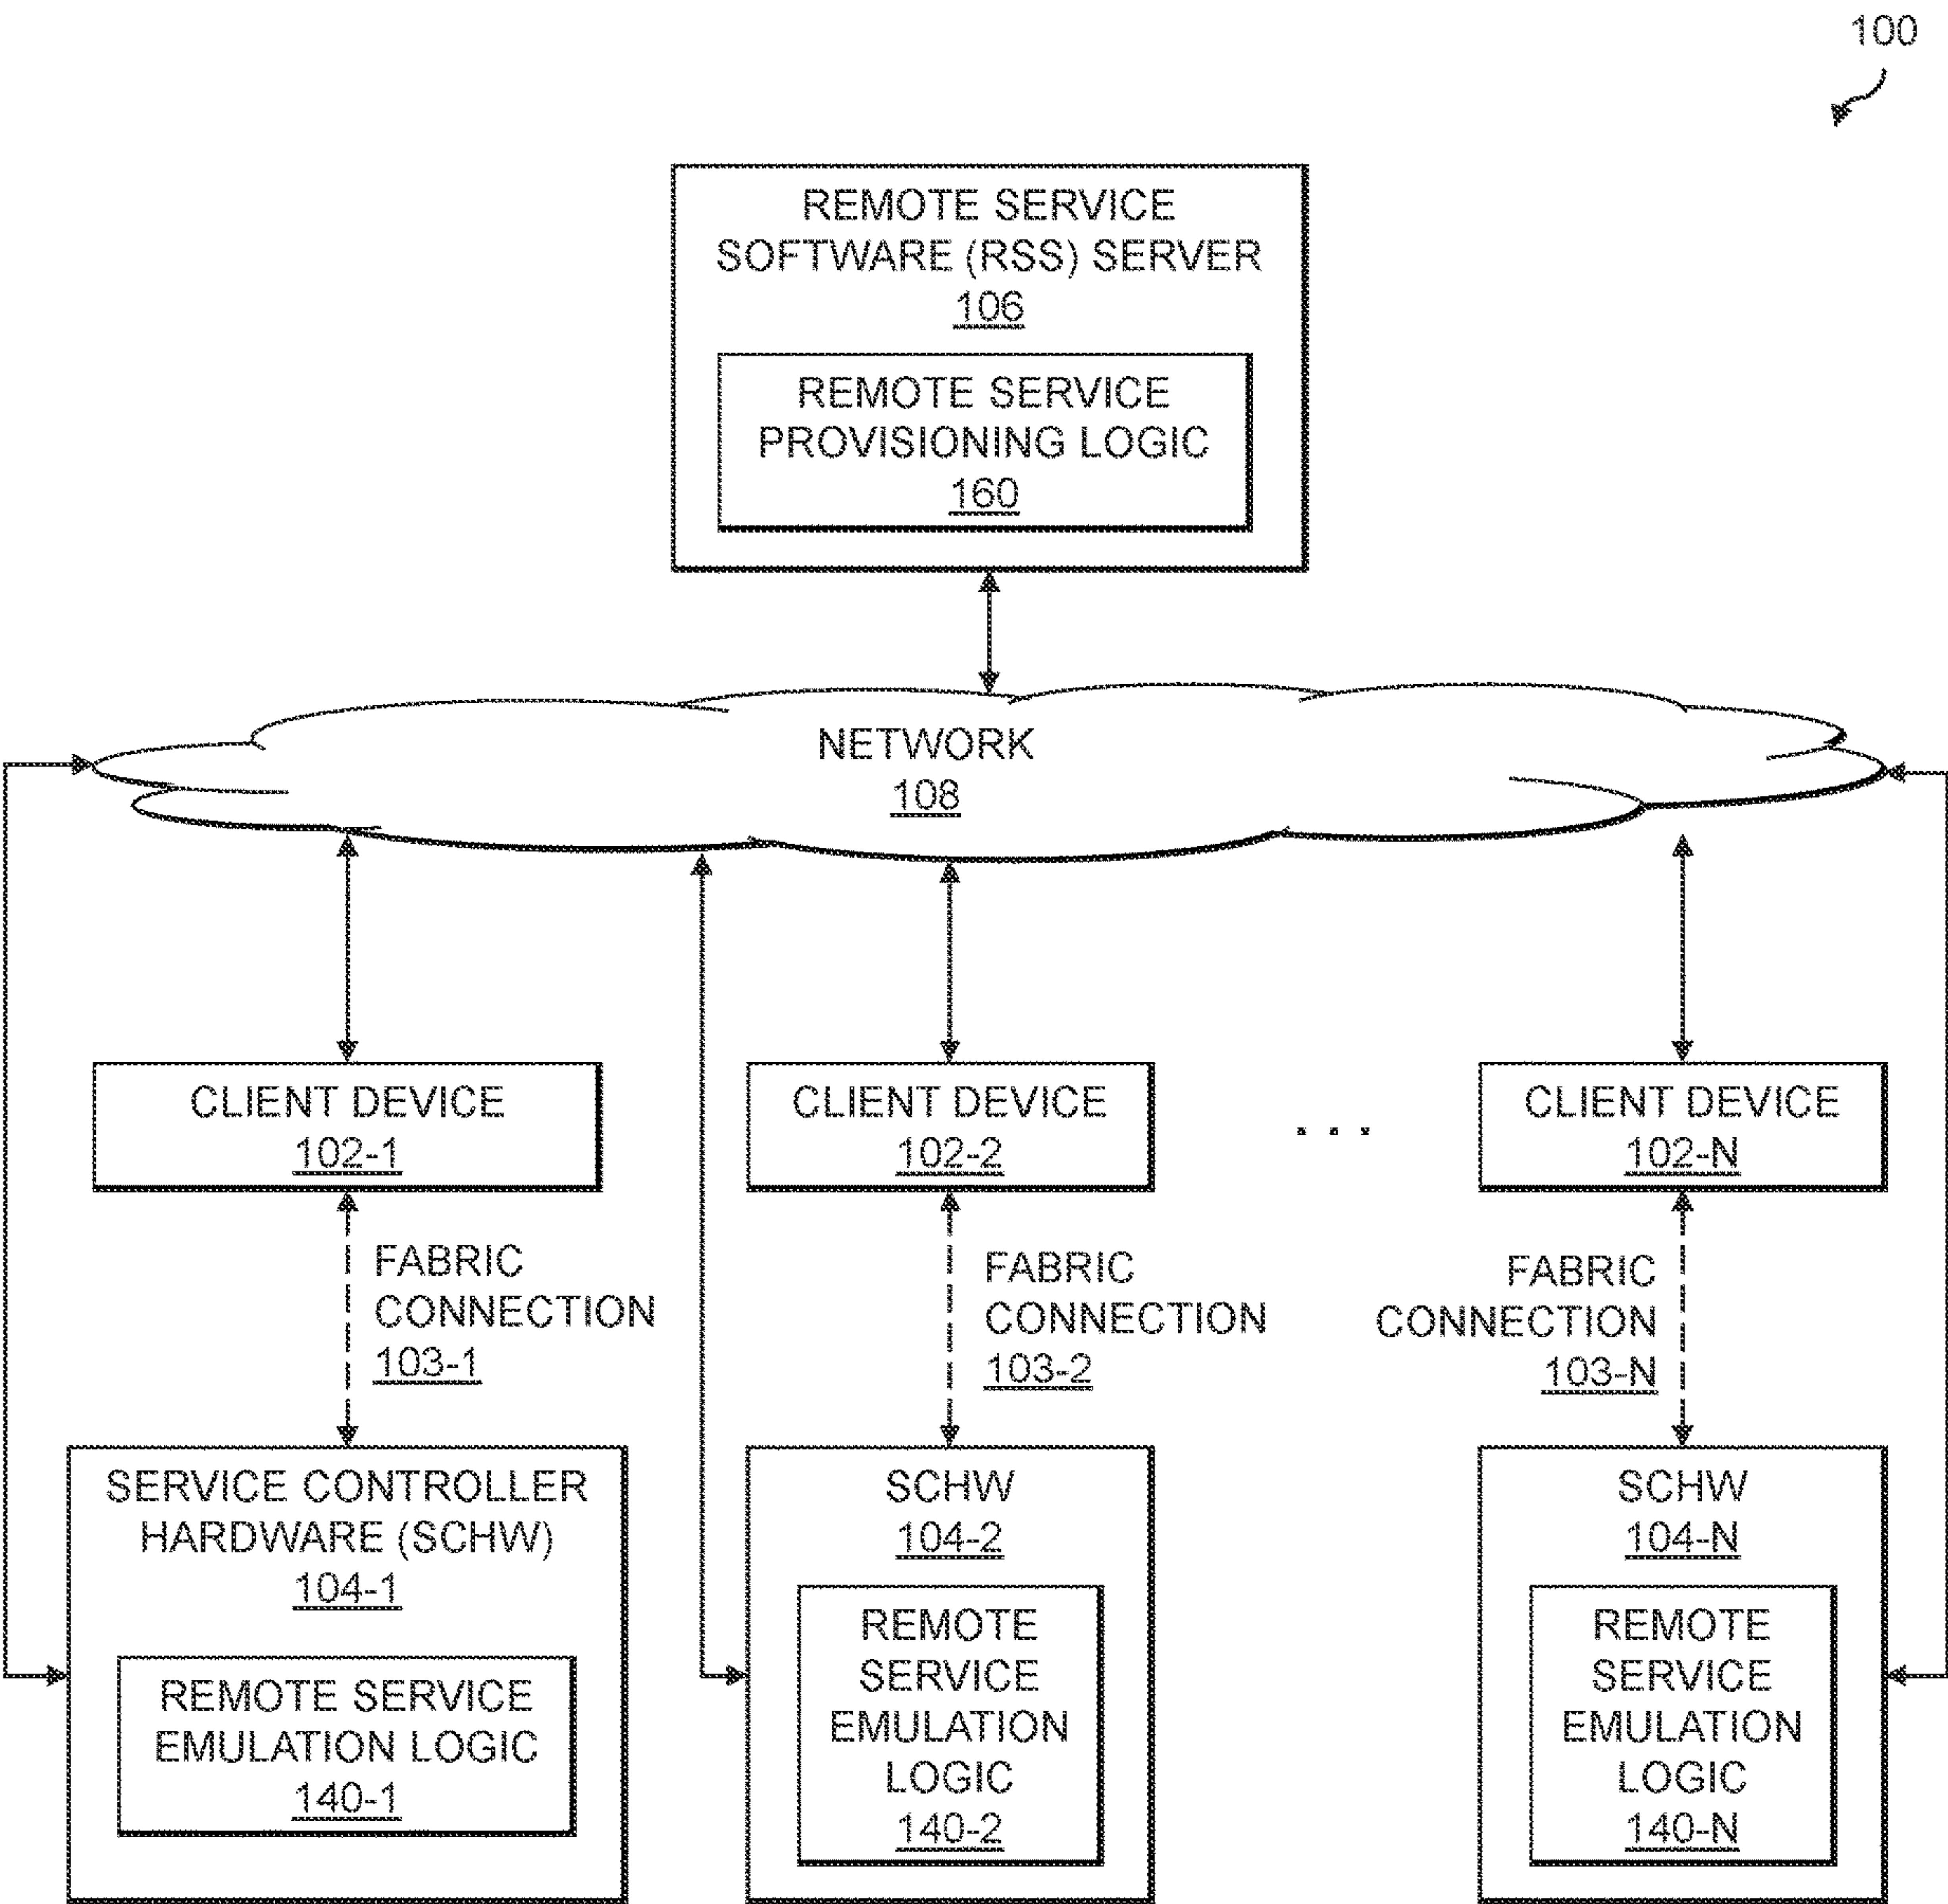 100
REMOTE SERVICE
SOFTWARE (RSS) SERVER
106
REMOTE SERVICE
PROVISIONING LOGIC
160
NETWORK
108
CLIENT DEVICE
102-1
CLIENT DEVICE
102-2
. . .
CLIENT DEVICE
102-N
FABRIC
CONNECTION
103-1
FABRIC
CONNECTION
103-2
FABRIC
CONNECTION
103-N
SERVICE CONTROLLER
HARDWARE (SCHW)
104-1
REMOTE SERVICE
EMULATION LOGIC
140-1
SCHW
104-2
REMOTE
SERVICE
EMULATION
LOGIC
140-2
SCHW
104-N
REMOTE
SERVICE
EMULATION
LOGIC
140-N